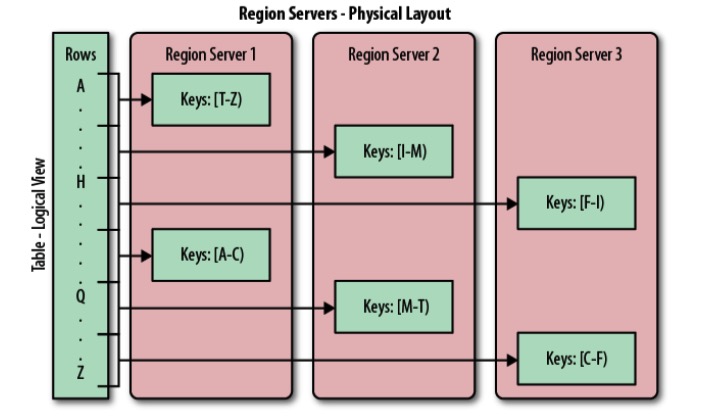 Region Servers - Physical Layout
Rows
Region Server 1
Region Server 2
Region Server 3
Table - Logical View
A
.
.
.
H
.
.
.
.
Q
.
.
.
Z
Keys: [T-Z)
Keys: [I-M)
Keys: [F-I)
Keys: [A-C)
Keys: [M-T)
Keys: [C-F)